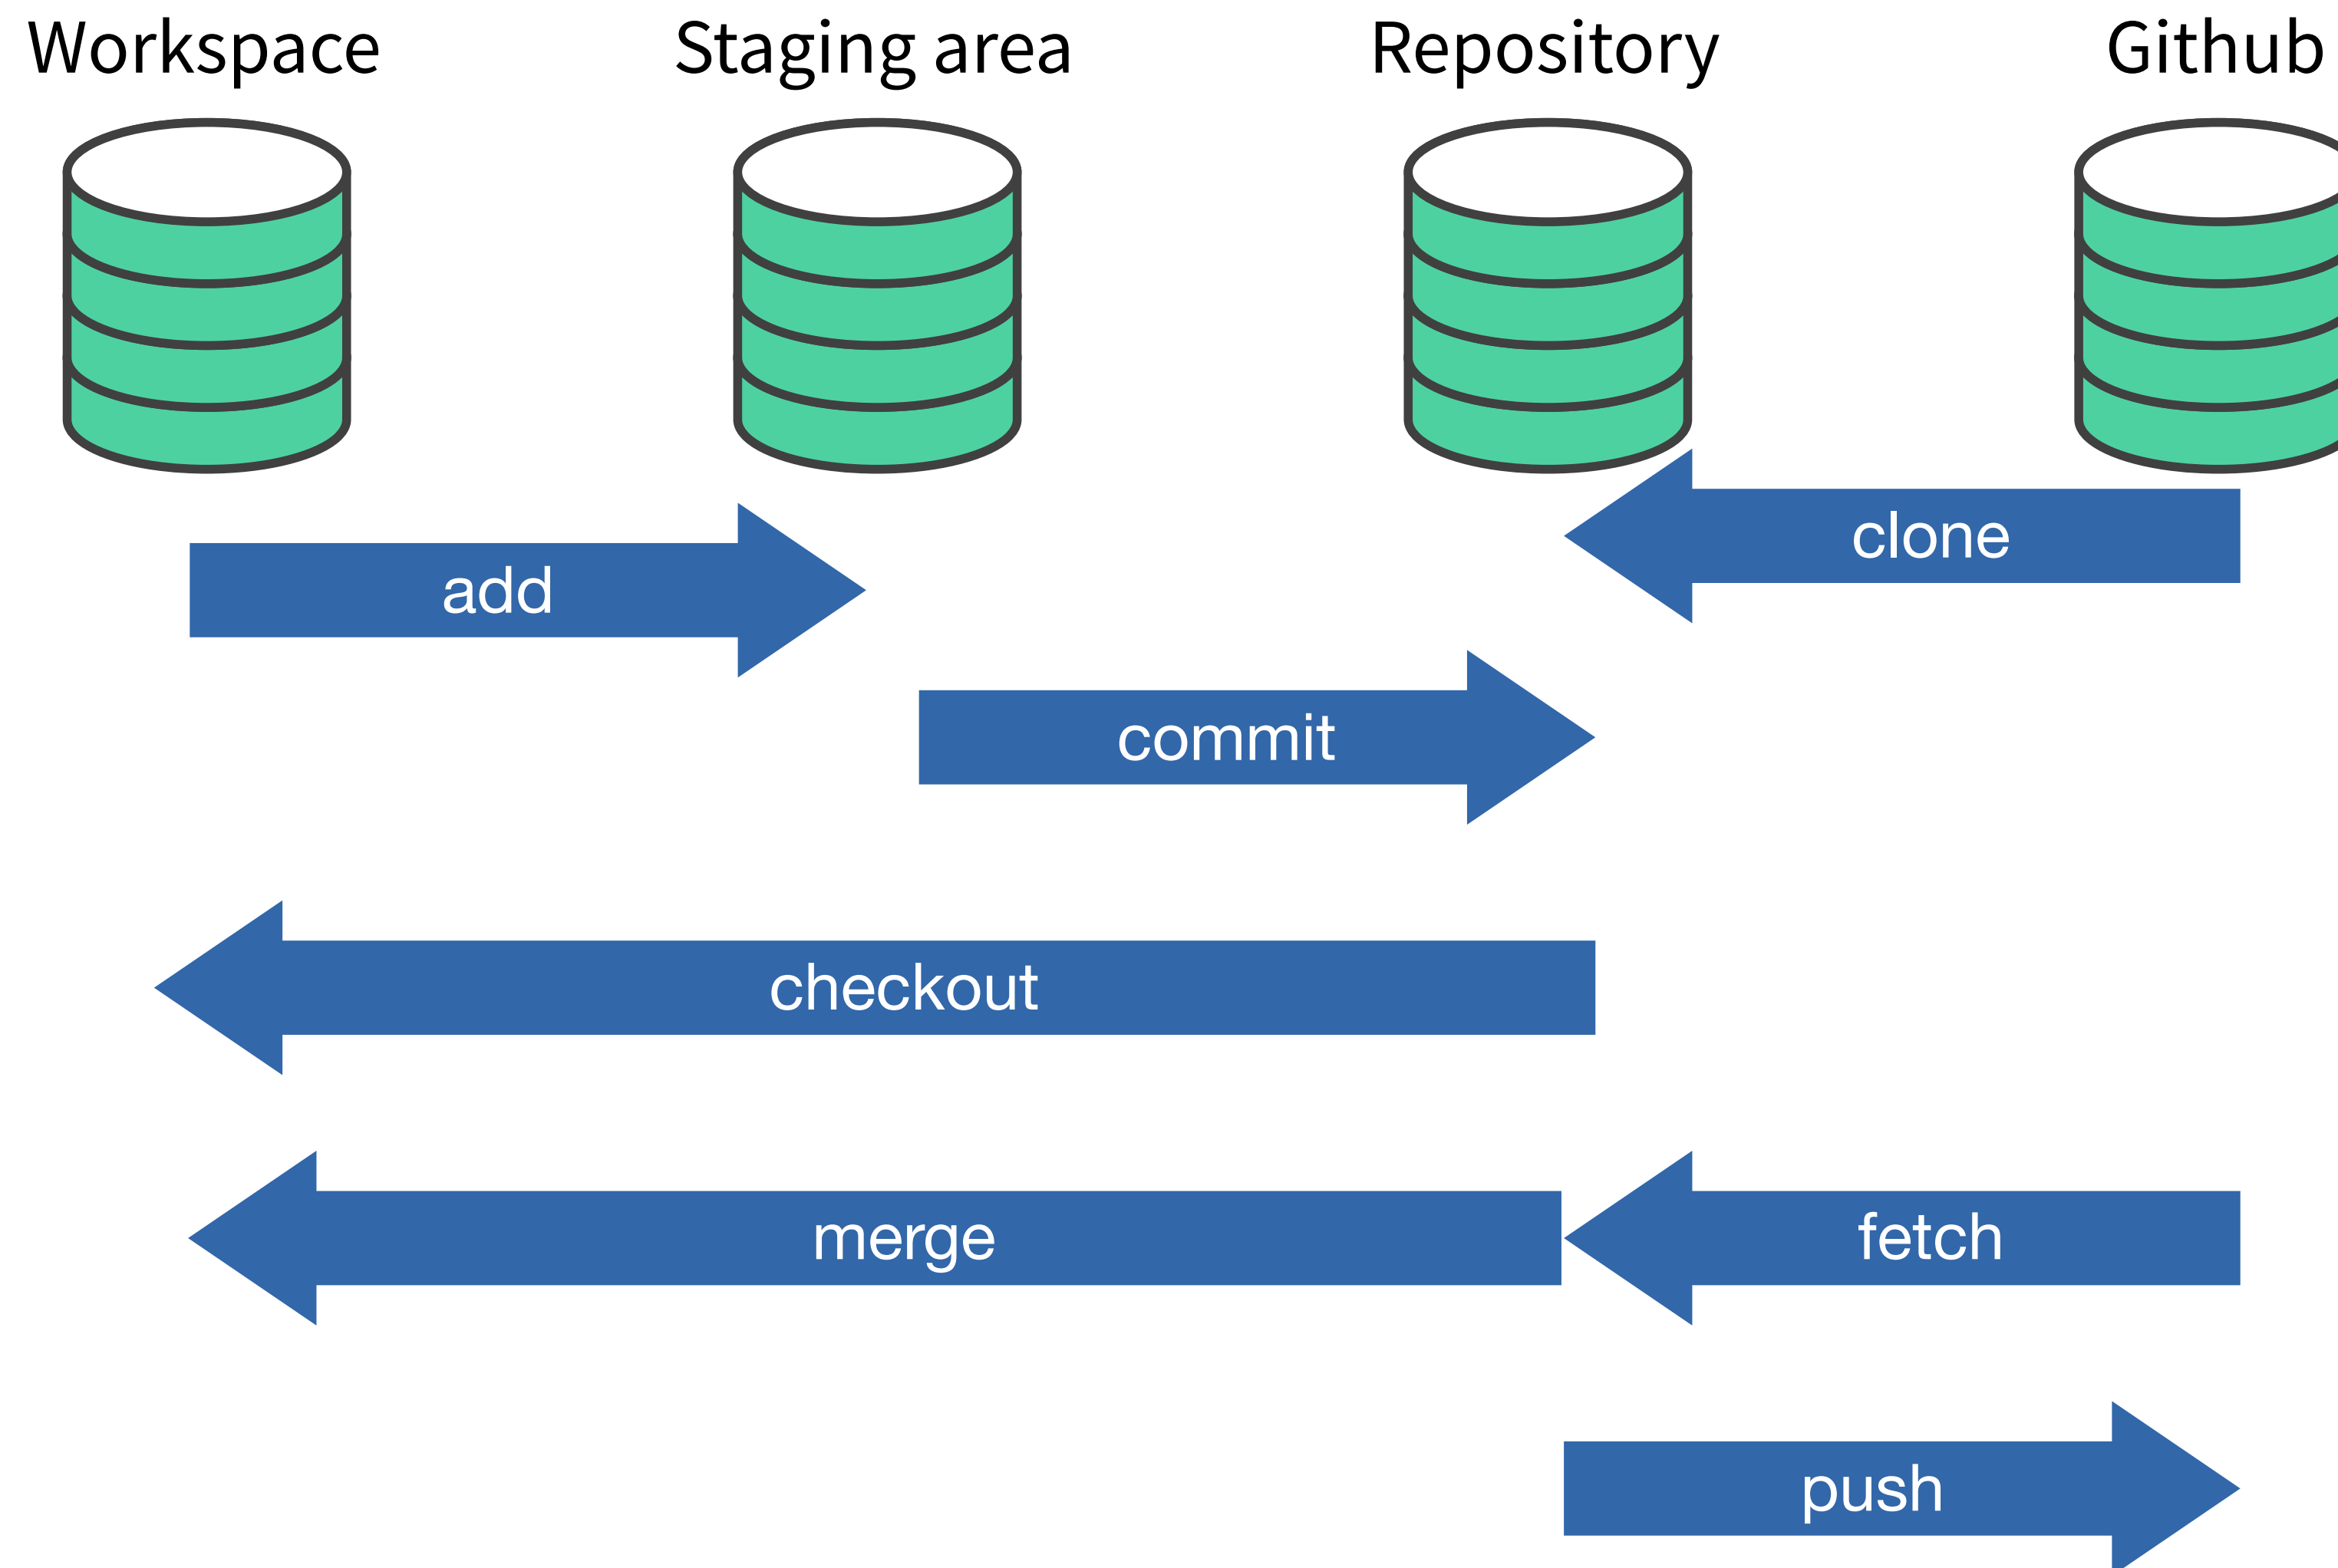 Workspace
Staging area
Repository
Github
clone
add
commit
checkout
merge
fetch
push